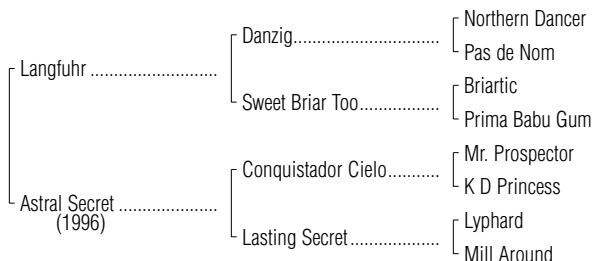 Northern Dancer
Danzig..................................
Pas de Nom
Langfuhr .............................
Briartic
Sweet Briar Too..................
Prima Babu Gum
Mr. Prospector
Conquistador Cielo...........
K D Princess
Astral Secret ......................
(1996)
Lyphard
Lasting Secret....................
Mill Around